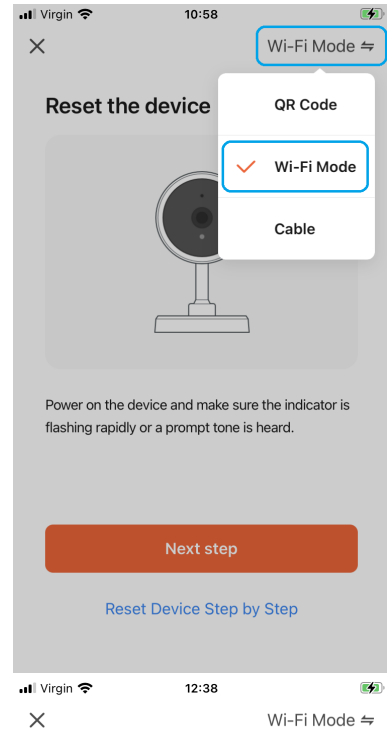 Virgin 10:58
Wi-Fi Mode
Reset the device
QR Code
Wi-Fi Mode
Cable
Power on the device and make sure the indicator is
flashing rapidly or a prompt tone is heard.
Next step
Reset Device Step by Step
Virgin 12:38
Wi-Fi Mode